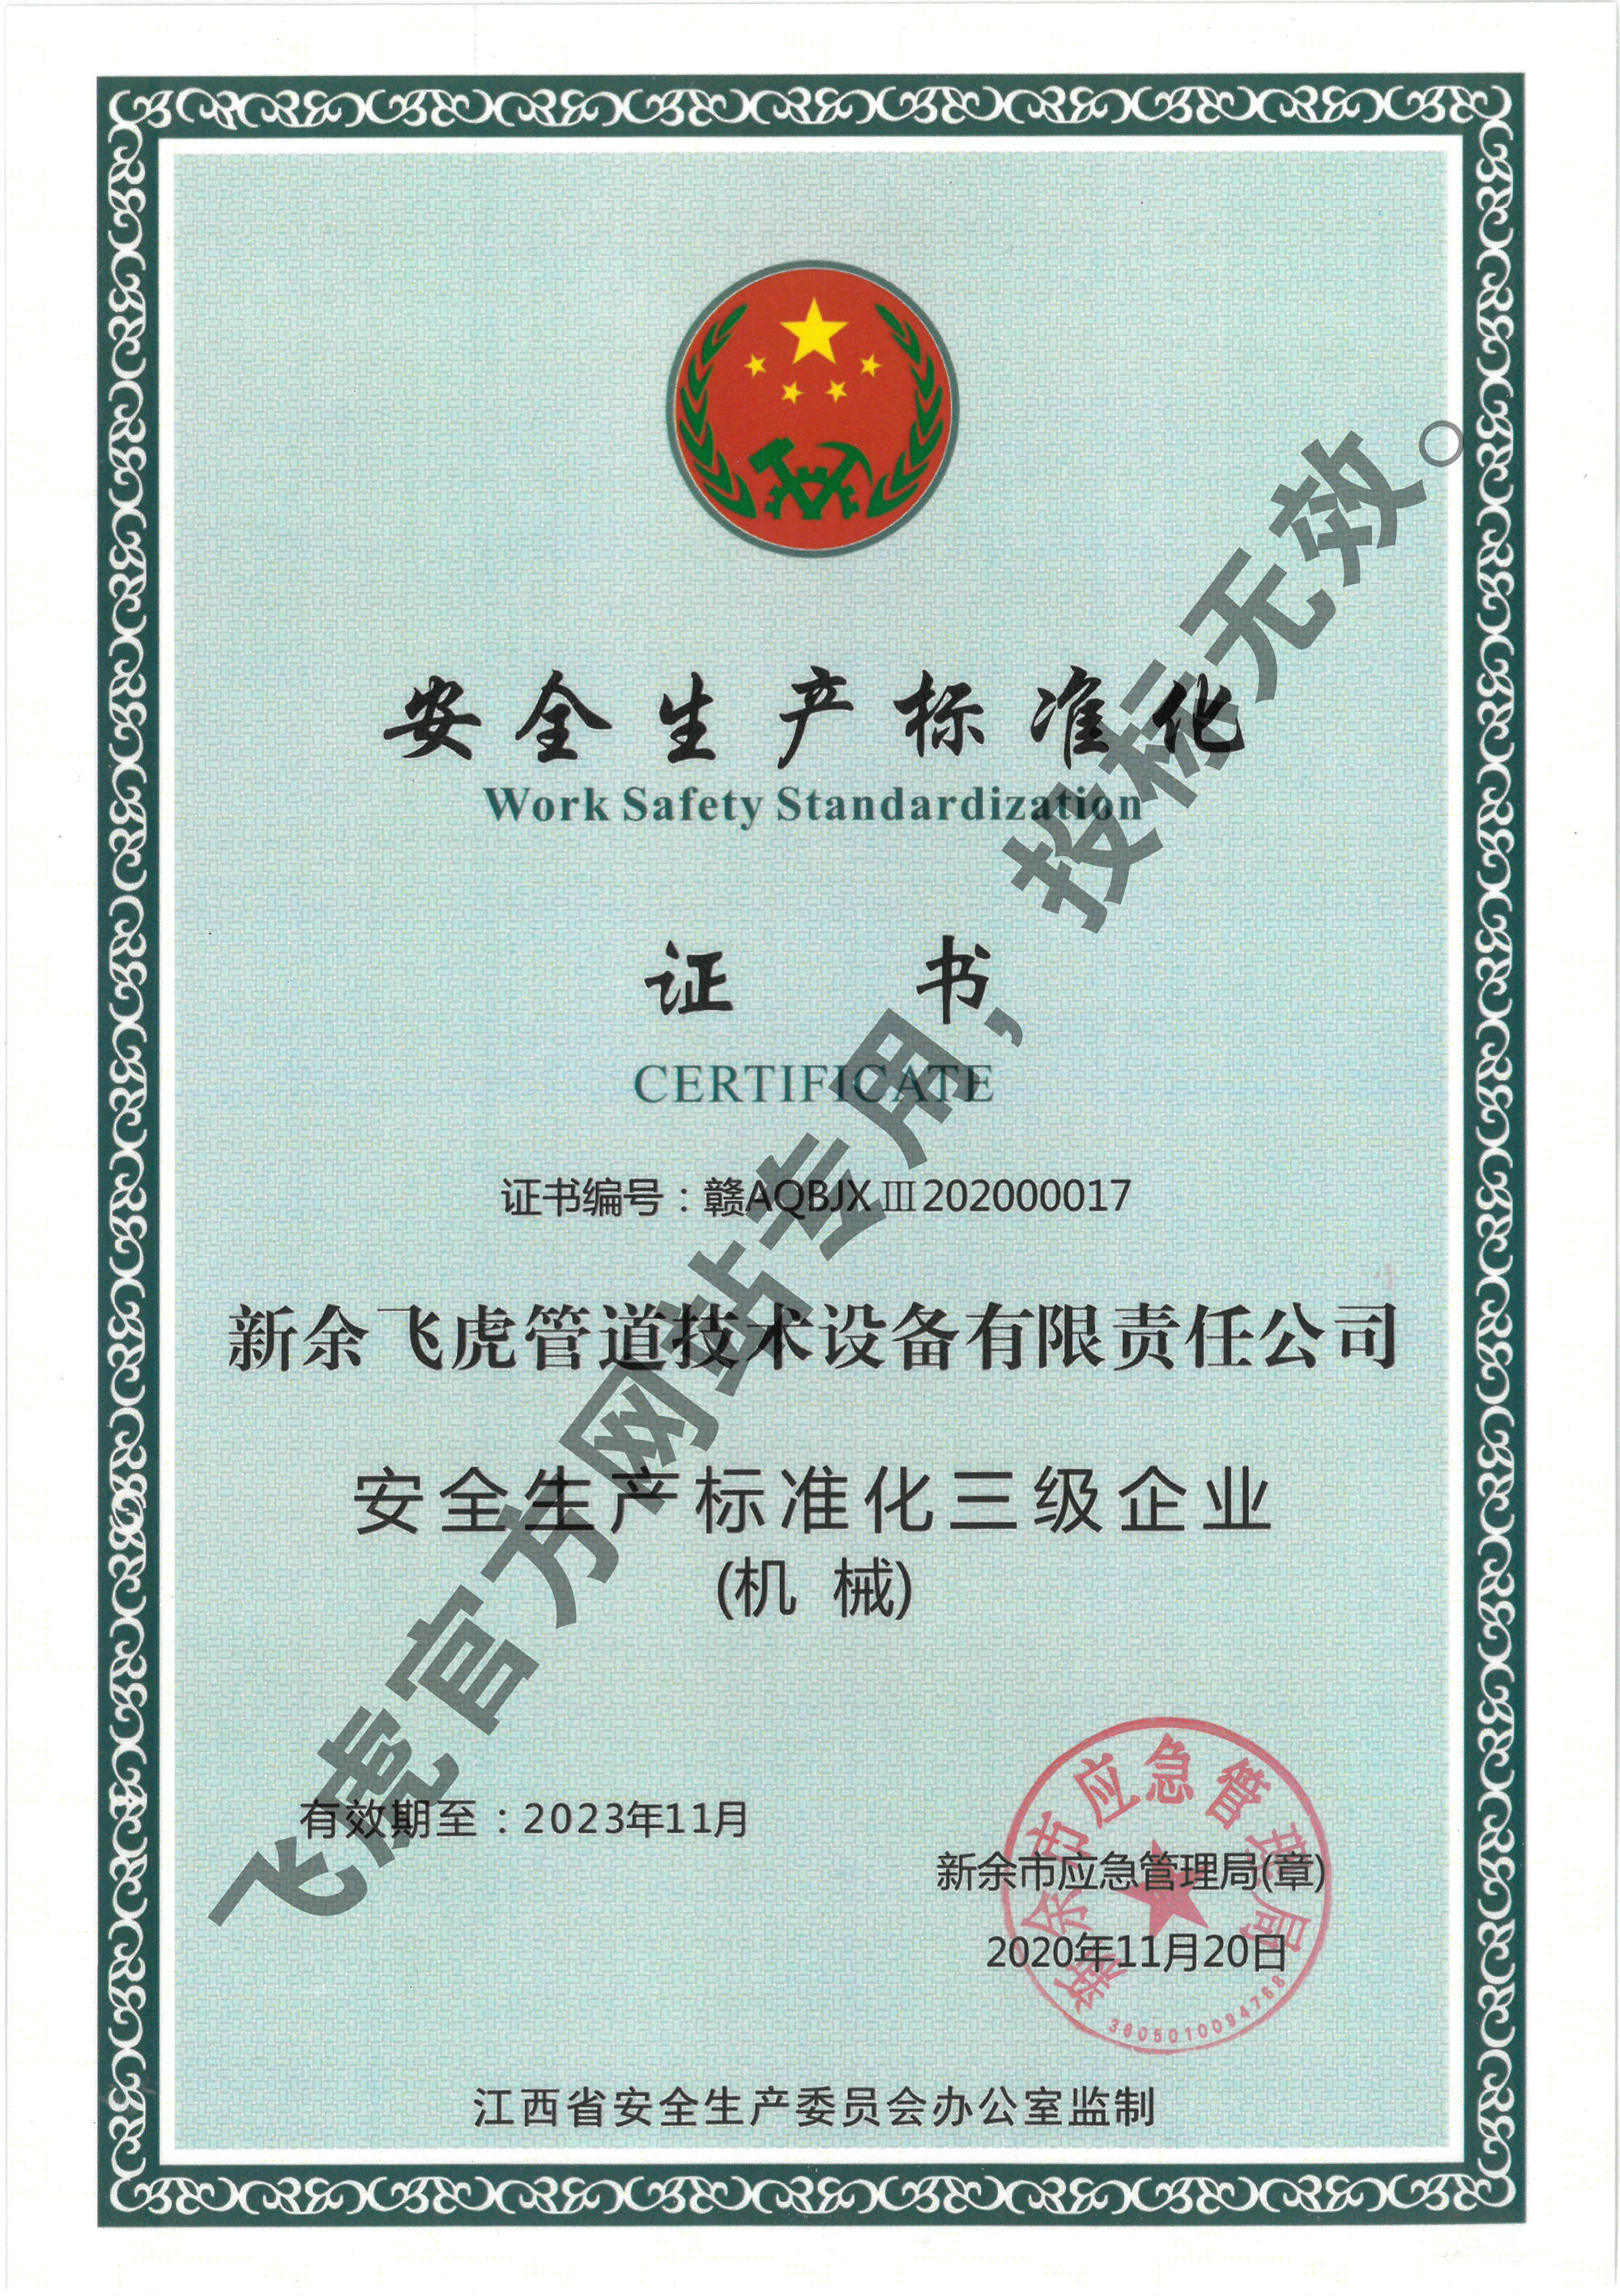 安全生产标准化
Work Safety Standardization
证 书
CERTIFICATE
证书编号：赣AQBJXⅢ202000017
新余飞虎管道技术设备有限责任公司
安全生产标准化三级企业
(机 械)
有效期至：2023年11月
新余市应急管理局(章)
2020年11月20日
新余市应急管理局
3605010094768
江西省安全生产委员会办公室监制
飞虎官方网站专用，投标无效。